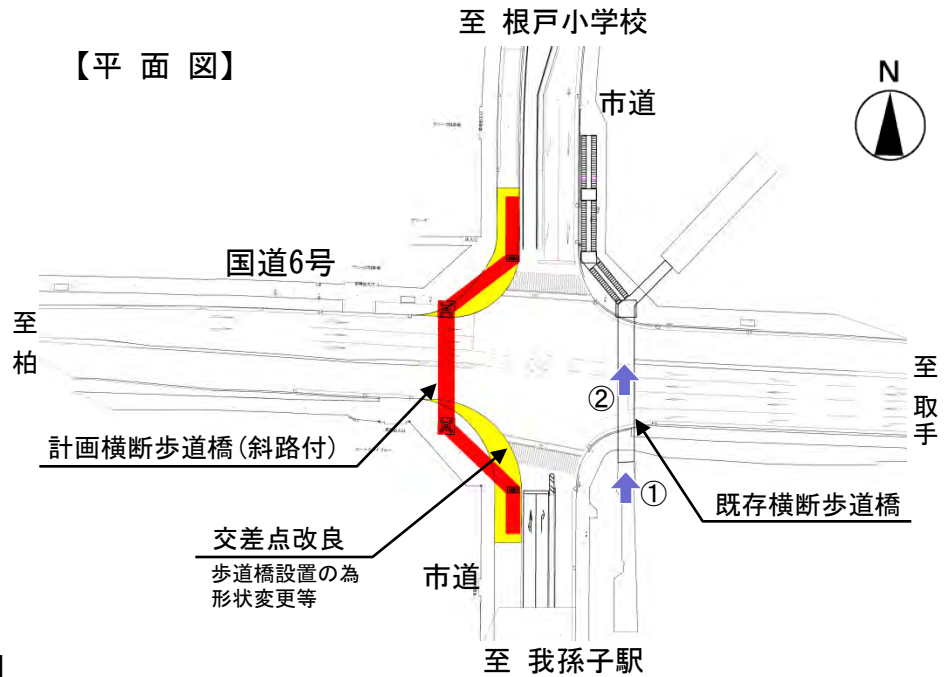 至 根戸小学校
【平 面 図】
N
市道
国道6号
至
柏
至
取
手
②
①
計画横断歩道橋(斜路付)
既存横断歩道橋
交差点改良
歩道橋設置の為
形状変更等
市道
至 我孫子駅